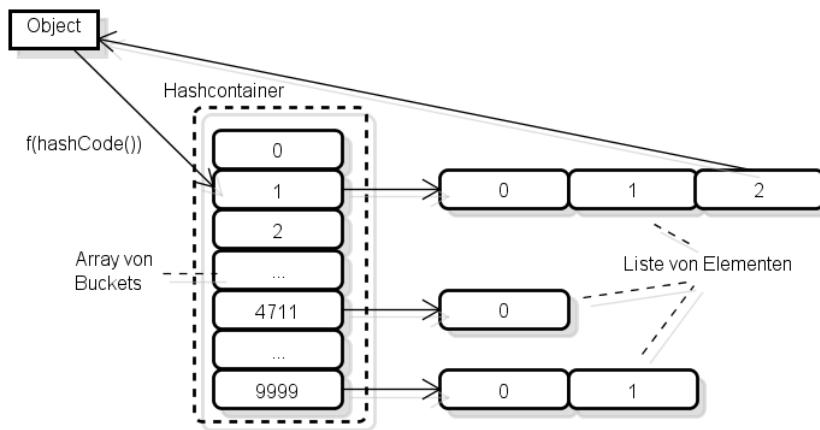 Object
Hashcontainer
f(hashCode())
0
1
0 1 2
2
Array von
Buckets
...
Liste von Elementen
4711
0
...
9999
0 1